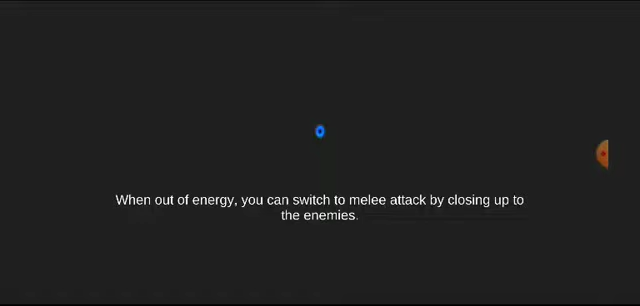 When out of energy, you can switch to melee attack by closing up to
the enemies.